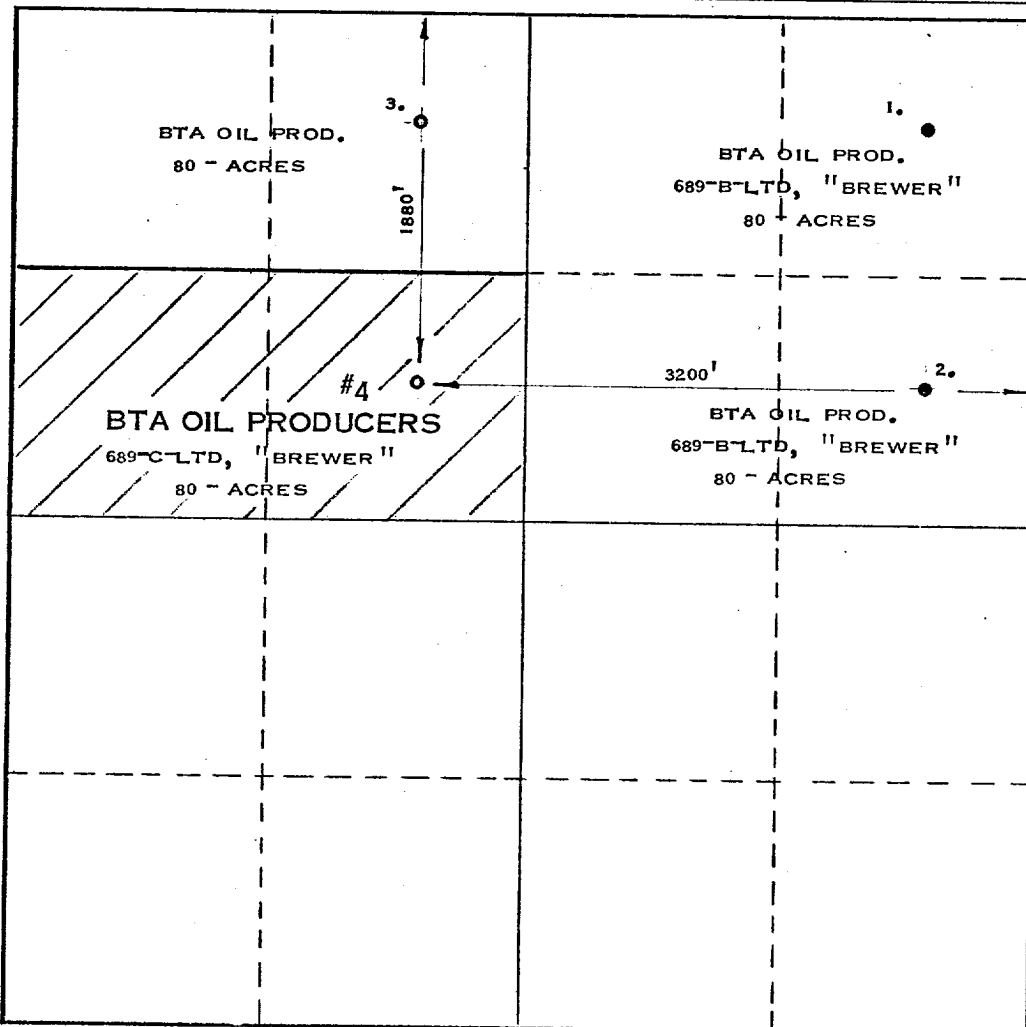 3.
BTA OIL PROD.
80 - ACRES
1880'
1.
BTA OIL PROD.
689-B-LTD, "BREWER"
80 - ACRES
#4
BTA OIL PRODUCERS
689-C-LTD, "BREWER"
80 - ACRES
3200'
2.
BTA OIL PROD.
689-B-LTD, "BREWER"
80 - ACRES